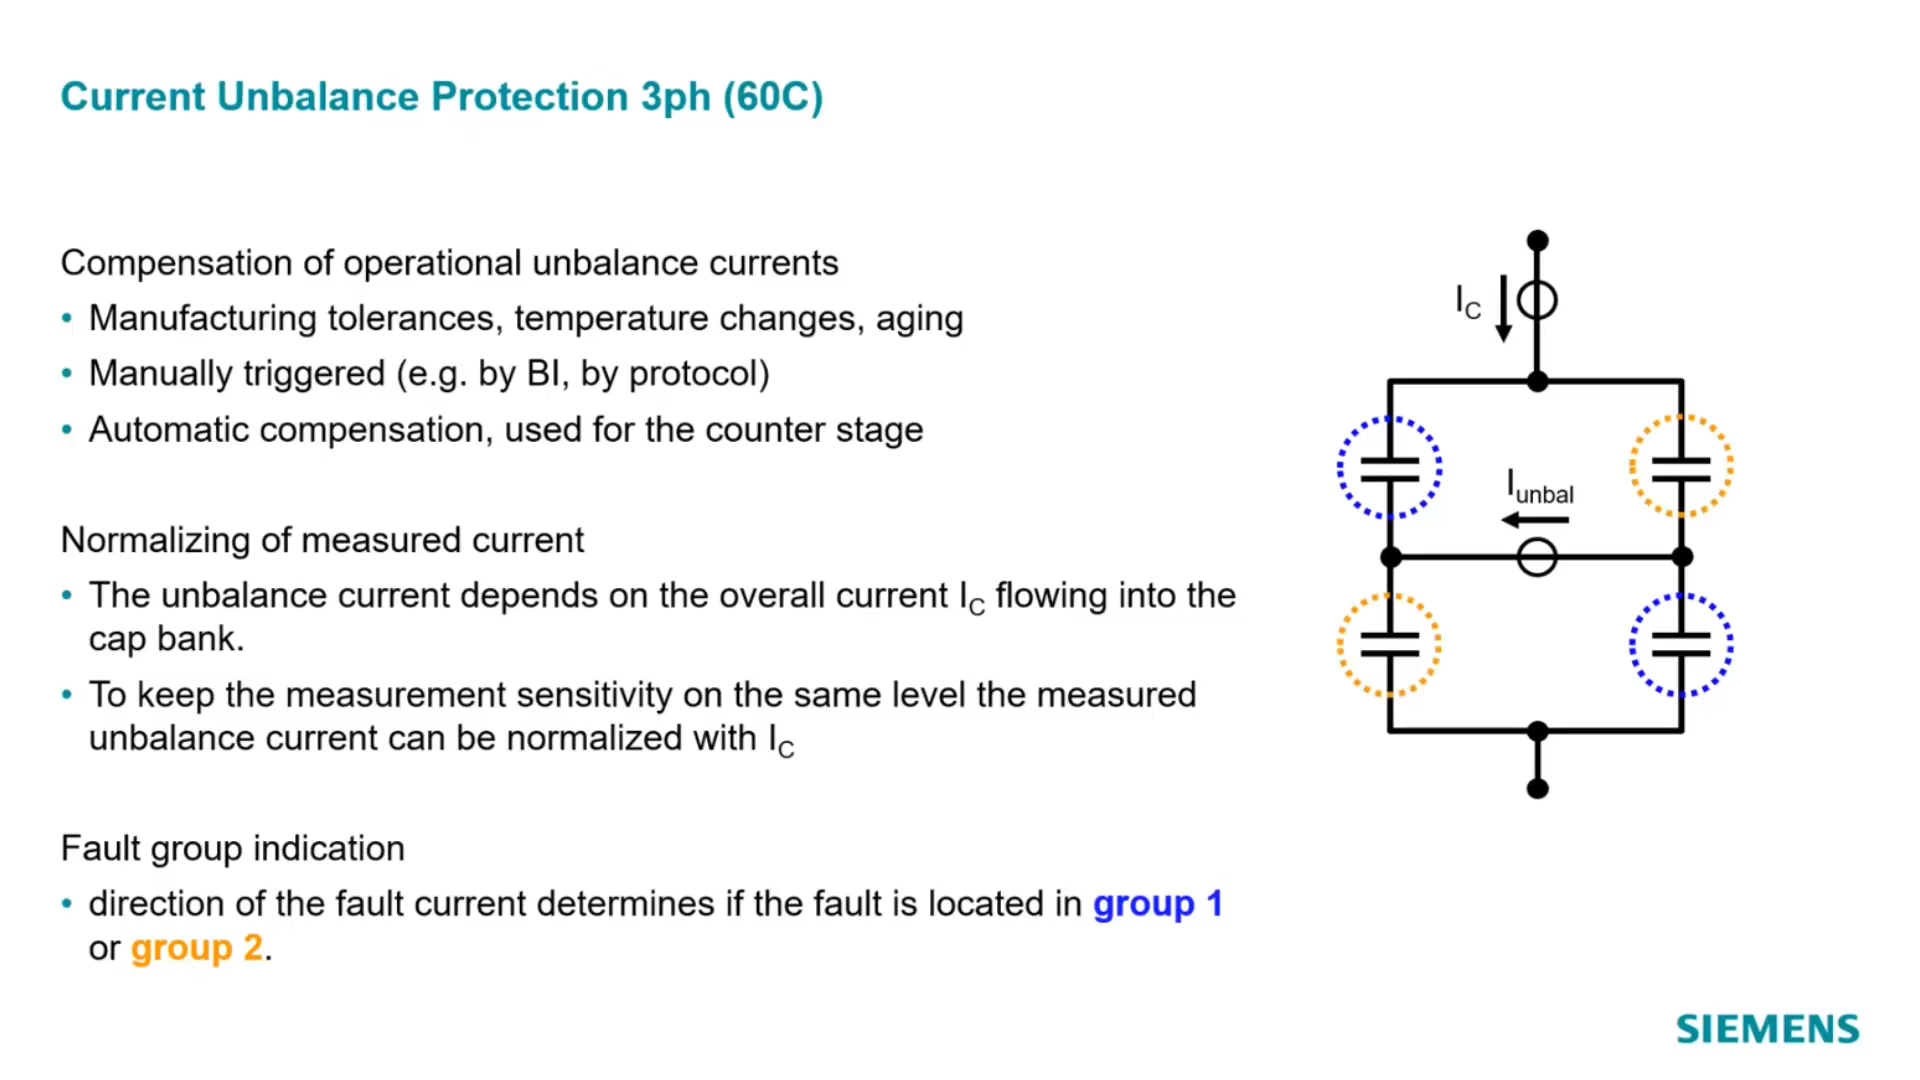 Current Unbalance Protection 3ph (60C)
Compensation of operational unbalance currents
• Manufacturing tolerances, temperature changes, aging
• Manually triggered (e.g. by BI, by protocol)
• Automatic compensation, used for the counter stage
Normalizing of measured current
• The unbalance current depends on the overall current IC flowing into the
cap bank.
• To keep the measurement sensitivity on the same level the measured
unbalance current can be normalized with IC
Fault group indication
• direction of the fault current determines if the fault is located in group 1
or group 2.
IC
Iunbal
SIEMENS